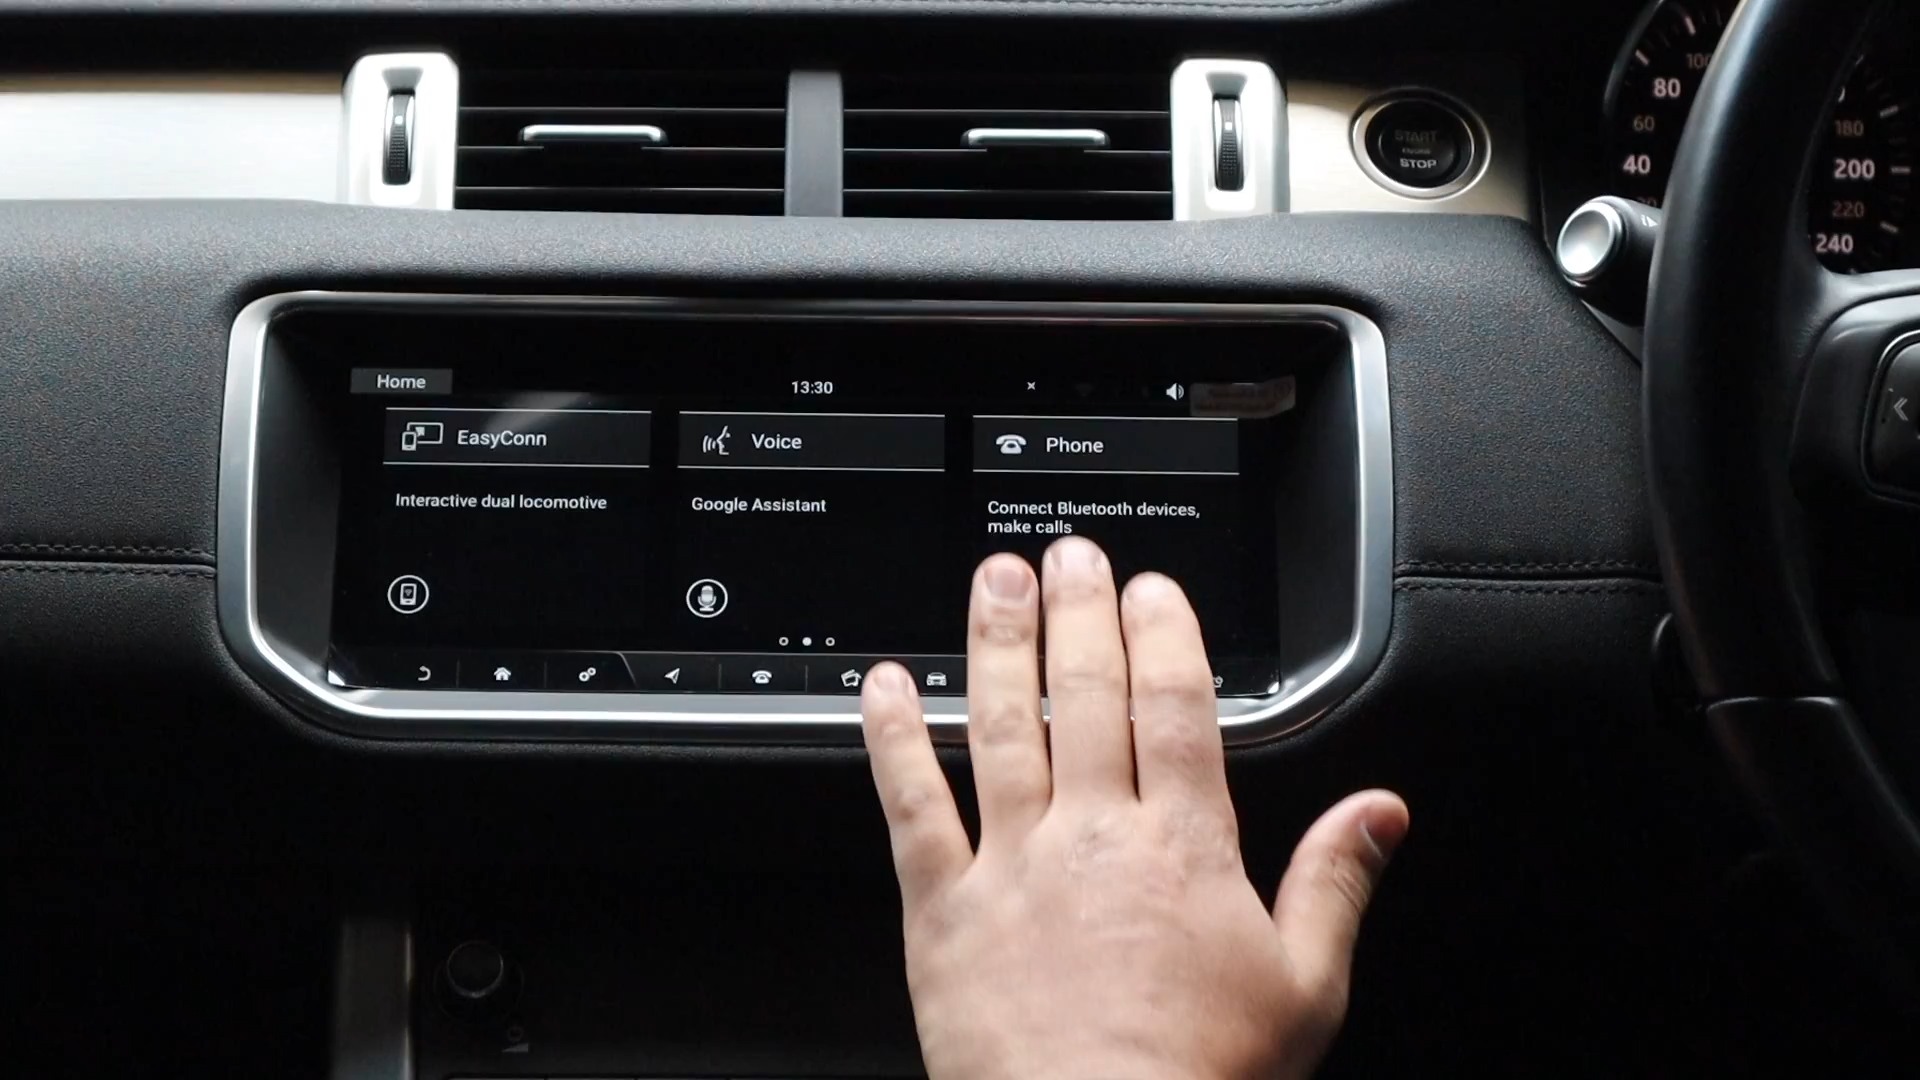 START
ENGINE
STOP
100
80
60
40
180
200
220
240
Home
13:30
EasyConn
Voice
Phone
Interactive dual locomotive
Google Assistant
Connect Bluetooth devices,
make calls